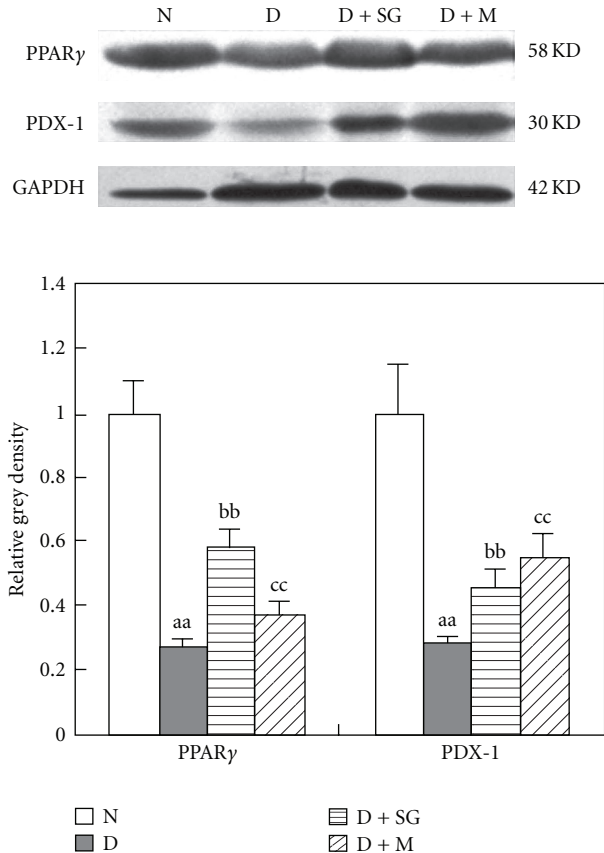 N D D + SG D + M
PPARγ 58 KD
PDX-1 30 KD
GAPDH 42 KD
1.4
1.2
1
0.8
0.6
0.4
0.2
0
Relative grey density
aa bb cc
aa bb cc
PPARγ PDX-1
N D + SG
D D + M